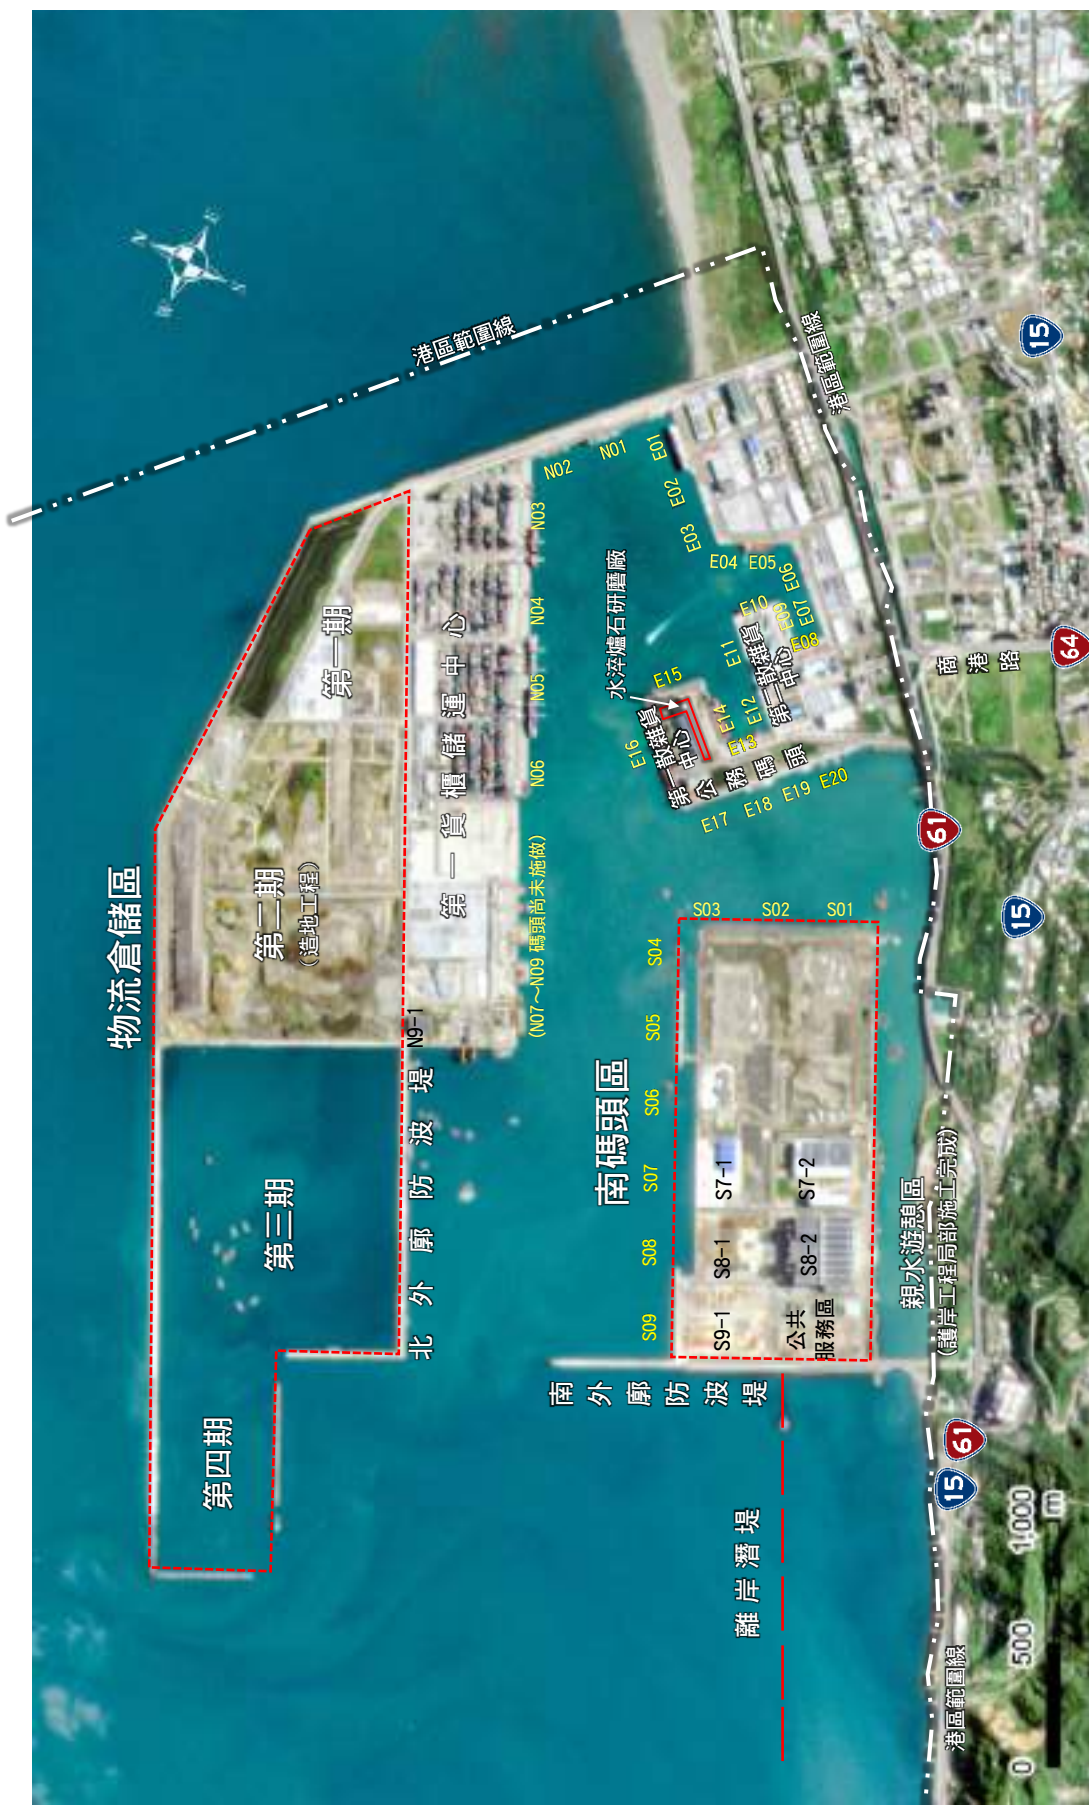 物流倉儲區
第一期
第二期
(造地工程)
第三期
第四期
港區範圍線
第一貨櫃儲運中心
N9-1
北外廓防波堤
(N07~N09 碼頭尚未施做)
N06
N05
N04
N03
N02
N01
E01
E02
E03
E04
E05
E06
E07
E08
E09
E10
E11
E12
E13
E14
E15
E16
水淬爐石研磨廠
第一散雜貨
中心
第二散雜貨
中心
公務碼頭
E17
E18
E19
E20
南碼頭區
S09
S08
S07
S06
S05
S04
S03
S02
S01
S9-1
S8-1
S7-1
公共
服務區
S8-2
S7-2
南外廓防波堤
離岸潛堤
親水遊憩區
(護岸工程局部施工完成)
港區範圍線
港區範圍線
商港路
15
61
15
61
64
15
0
500
1,000
m